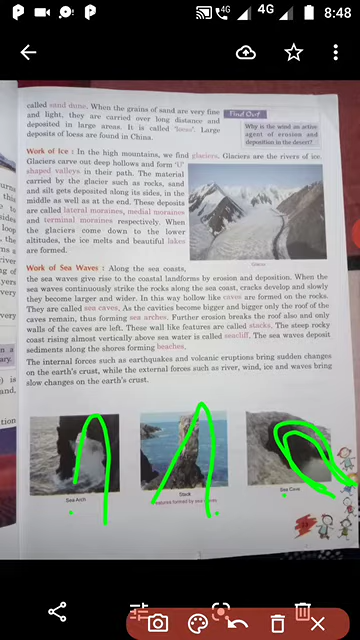 4G
4G
8:48
called sand dune. When the grains of sand are very fine
and light, they are carried over long distance and
deposited in large areas. It is called 'loess'. Large
deposits of loess are found in China.
Find Out
Why is the wind an active
agent of erosion and
deposition in the desert?
Work of Ice : In the high mountains, we find glaciers. Glaciers are the rivers of ice.
Glaciers carve out deep hollows and form 'U'
shaped valleys in their path. The material
carried by the glacier such as rocks, sand
and silt gets deposited along its sides, in the
middle as well as at the end. These deposits
are called lateral moraines, medial moraines
and terminal moraines respectively. When
the glaciers come down to the lower
altitudes, the ice melts and beautiful lakes
are formed.
Glacier
Work of Sea Waves : Along the sea coasts,
the sea waves give rise to the coastal landforms by erosion and deposition. When the
sea waves continuously strike the rocks along the sea coast, cracks develop and slowly
they become larger and wider. In this way hollow like caves are formed on the rocks.
They are called sea caves. As the cavities become bigger and bigger only the roof of the
caves remain, thus forming sea arches. Further erosion breaks the roof also and only
walls of the caves are left. These wall like features are called stacks. The steep rocky
coast rising almost vertically above sea water is called seacliff. The sea waves deposit
sediments along the shores forming beaches.
The internal forces such as earthquakes and volcanic eruptions bring sudden changes
on the earth's crust, while the external forces such as river, wind, ice and waves bring
slow changes on the earth's crust.
Sea Arch
Stack
Sea Cave
Features formed by sea waves.